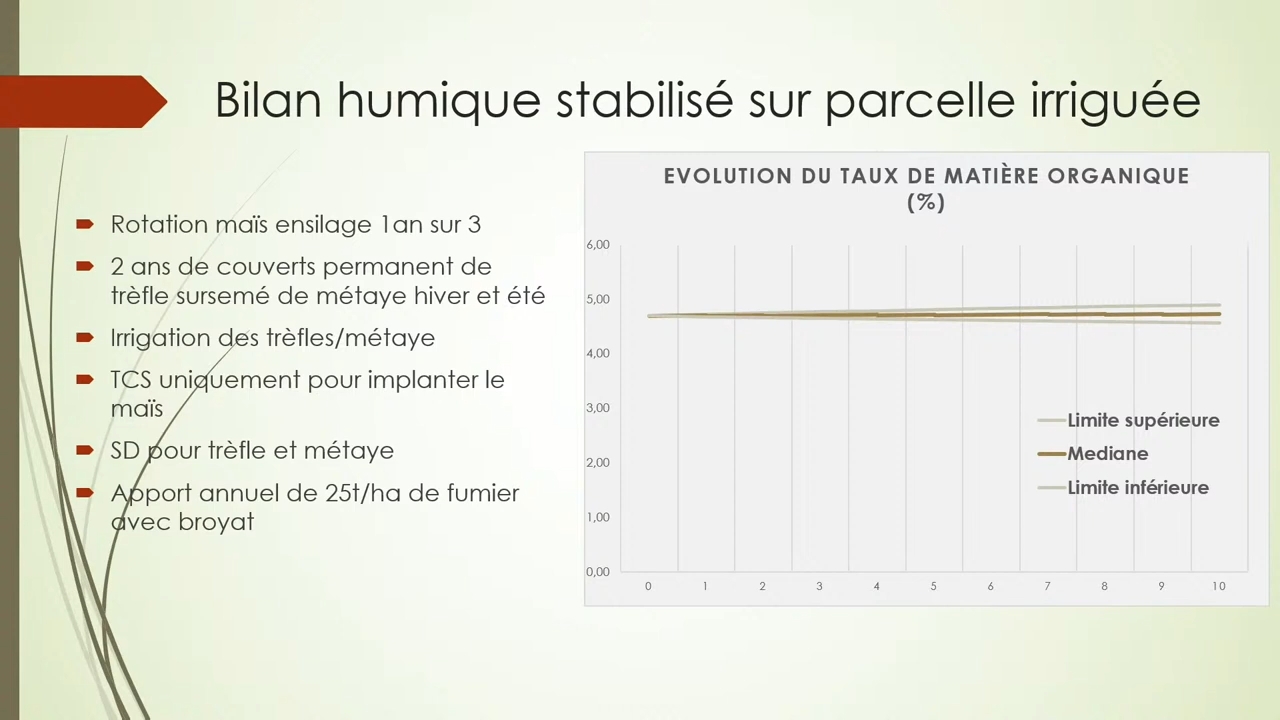 Bilan humique stabilisé sur parcelle irriguée
Rotation maïs ensilage 1an sur 3
2 ans de couverts permanent de
trèfle sursemé de métaye hiver et été
Irrigation des trèfles/métaye
TCS uniquement pour implanter le
maïs
SD pour trèfle et métaye
Apport annuel de 25t/ha de fumier
avec broyat
EVOLUTION DU TAUX DE MATIÈRE ORGANIQUE
(%)
6,00
5,00
4,00
3,00
2,00
1,00
0,00
0 1 2 3 4 5 6 7 8 9 10
Limite supérieure
Mediane
Limite inférieure